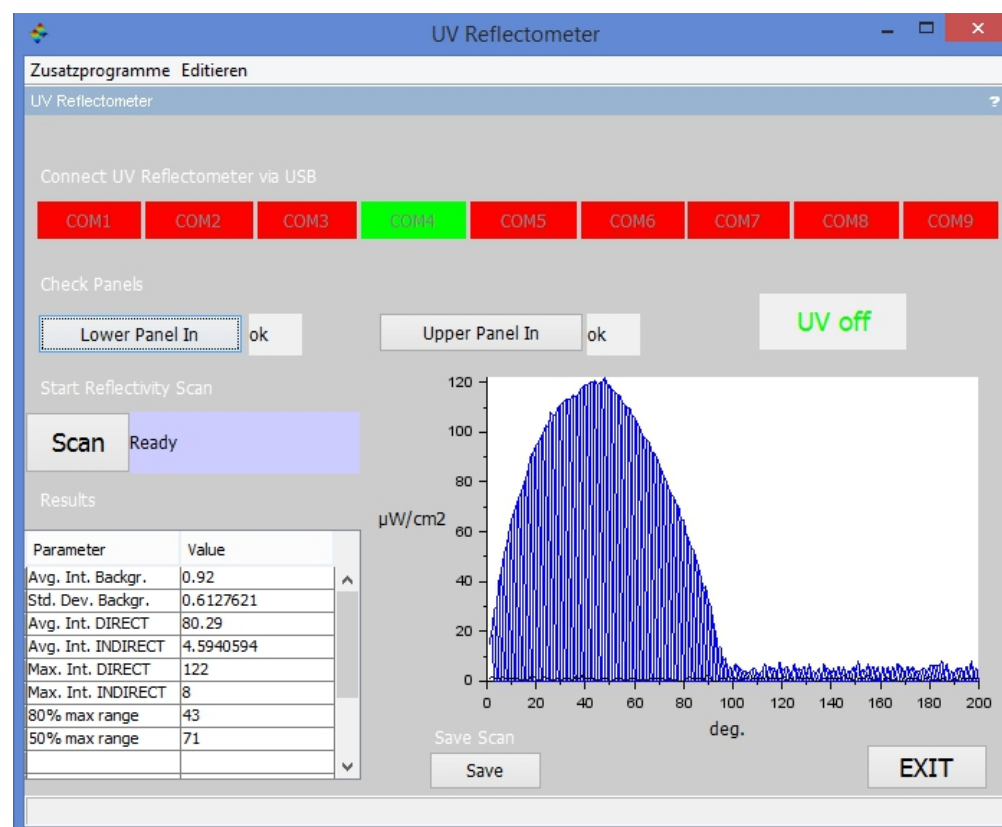 UV Reflectometer
Zusatzprogramme Editieren
UV Reflectometer ?
Connect UV Reflectometer via USB
COM1 COM2 COM3 COM4 COM5 COM6 COM7 COM8 COM9
Check Panels
Lower Panel In ok Upper Panel In ok UV off
Start Reflectivity Scan
Scan Ready
Results
Parameter Value
Avg. Int. Backgr. 0.92
Std. Dev. Backgr. 0.6127621
Avg. Int. DIRECT 80.29
Avg. Int. INDIRECT 4.5940594
Max. Int. DIRECT 122
Max. Int. INDIRECT 8
80% max range 43
50% max range 71
120
100
80
µW/cm2
60
40
20
0
0 20 40 60 80 100 120 140 160 180 200
deg.
Save Scan
Save
EXIT